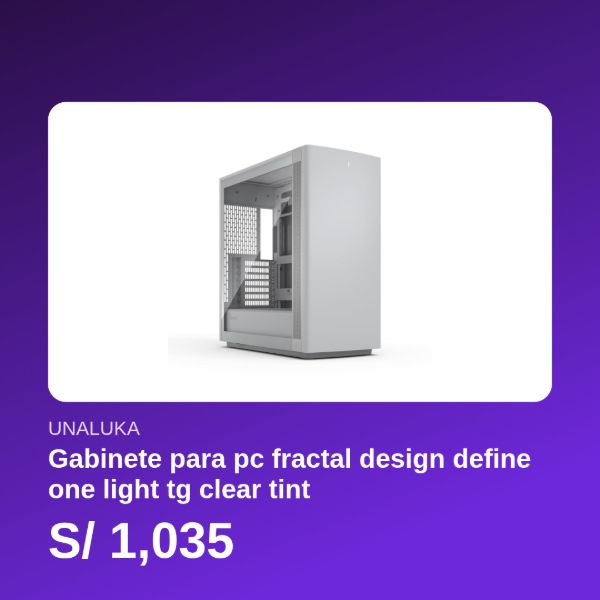 UNALUKA
Gabinete para pc fractal design define
one light tg clear tint
S/ 1,035